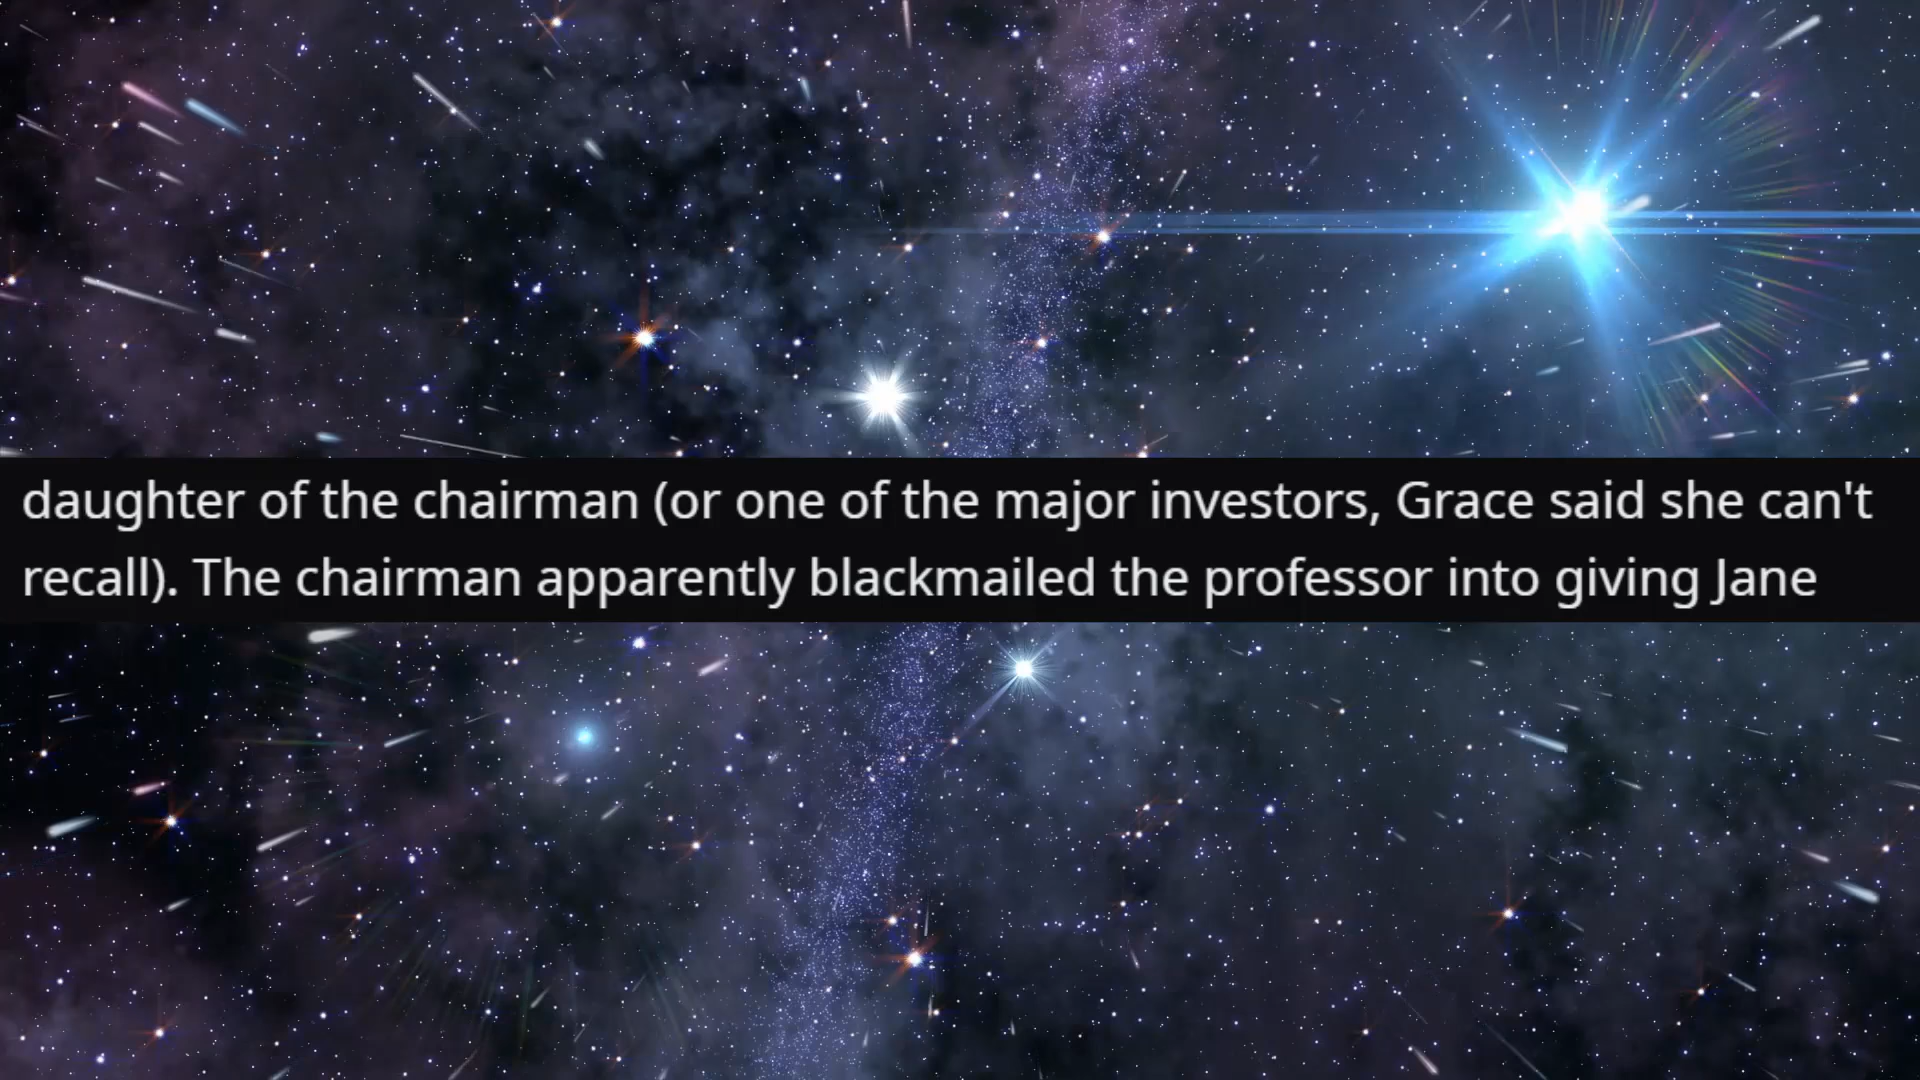 daughter of the chairman (or one of the major investors, Grace said she can't
recall). The chairman apparently blackmailed the professor into giving Jane